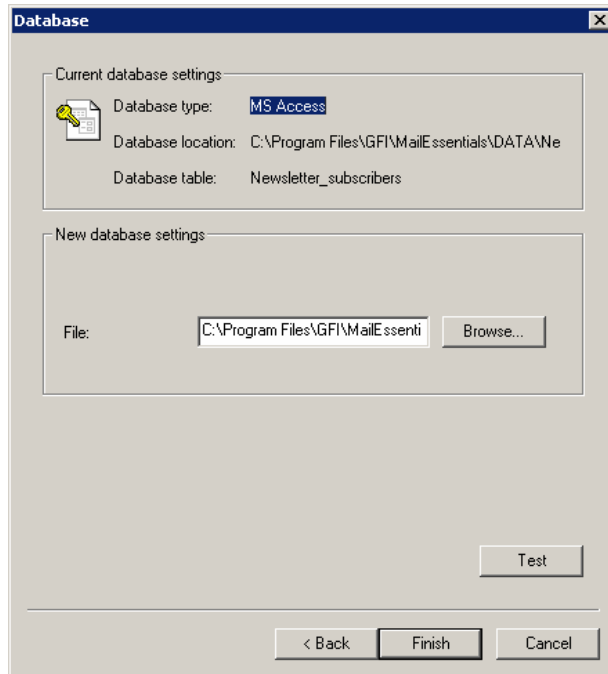 Database
Current database settings
Database type: MS Access
Database location: C:\Program Files\GFI\MailEssentials\DATA\Ne
Database table: Newsletter_subscribers
New database settings
File: C:\Program Files\GFI\MailEssenti Browse...
Test
< Back Finish Cancel